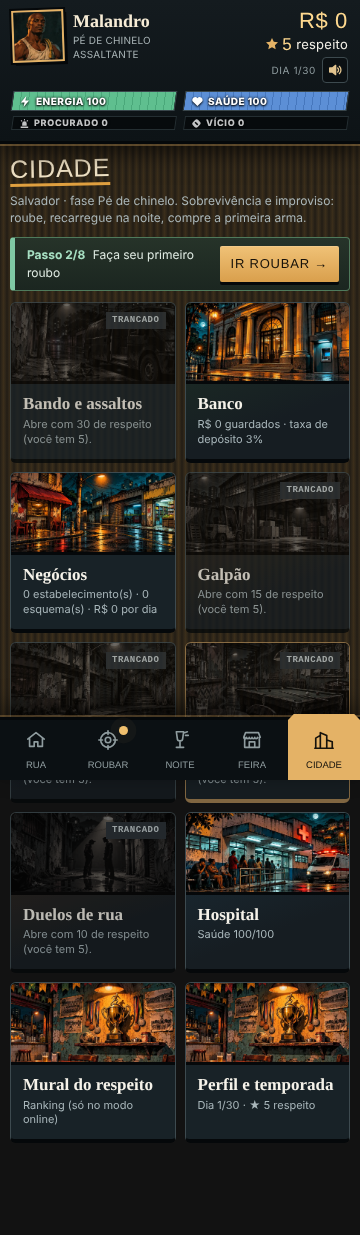 Malandro
PÉ DE CHINELO
ASSALTANTE
R$ 0
★ 5 respeito
DIA 1/30
ENERGIA 100
SAÚDE 100
PROCURADO 0
VÍCIO 0
CIDADE
Salvador · fase Pé de chinelo. Sobrevivência e improviso:
roube, recarregue na noite, compre a primeira arma.
Passo 2/8 Faça seu primeiro
roubo
IR ROUBAR →
TRANCADO
Bando e assaltos
Abre com 30 de respeito
(você tem 5).
Banco
R$ 0 guardados · taxa de
depósito 3%
Negócios
0 estabelecimento(s) · 0
esquema(s) · R$ 0 por dia
TRANCADO
Galpão
Abre com 15 de respeito
(você tem 5).
TRANCADO
TRANCADO
RUA
ROUBAR
NOITE
FEIRA
CIDADE
TRANCADO
Duelos de rua
Abre com 10 de respeito
(você tem 5).
Hospital
Saúde 100/100
Mural do respeito
Ranking (só no modo
online)
Perfil e temporada
Dia 1/30 · ★ 5 respeito